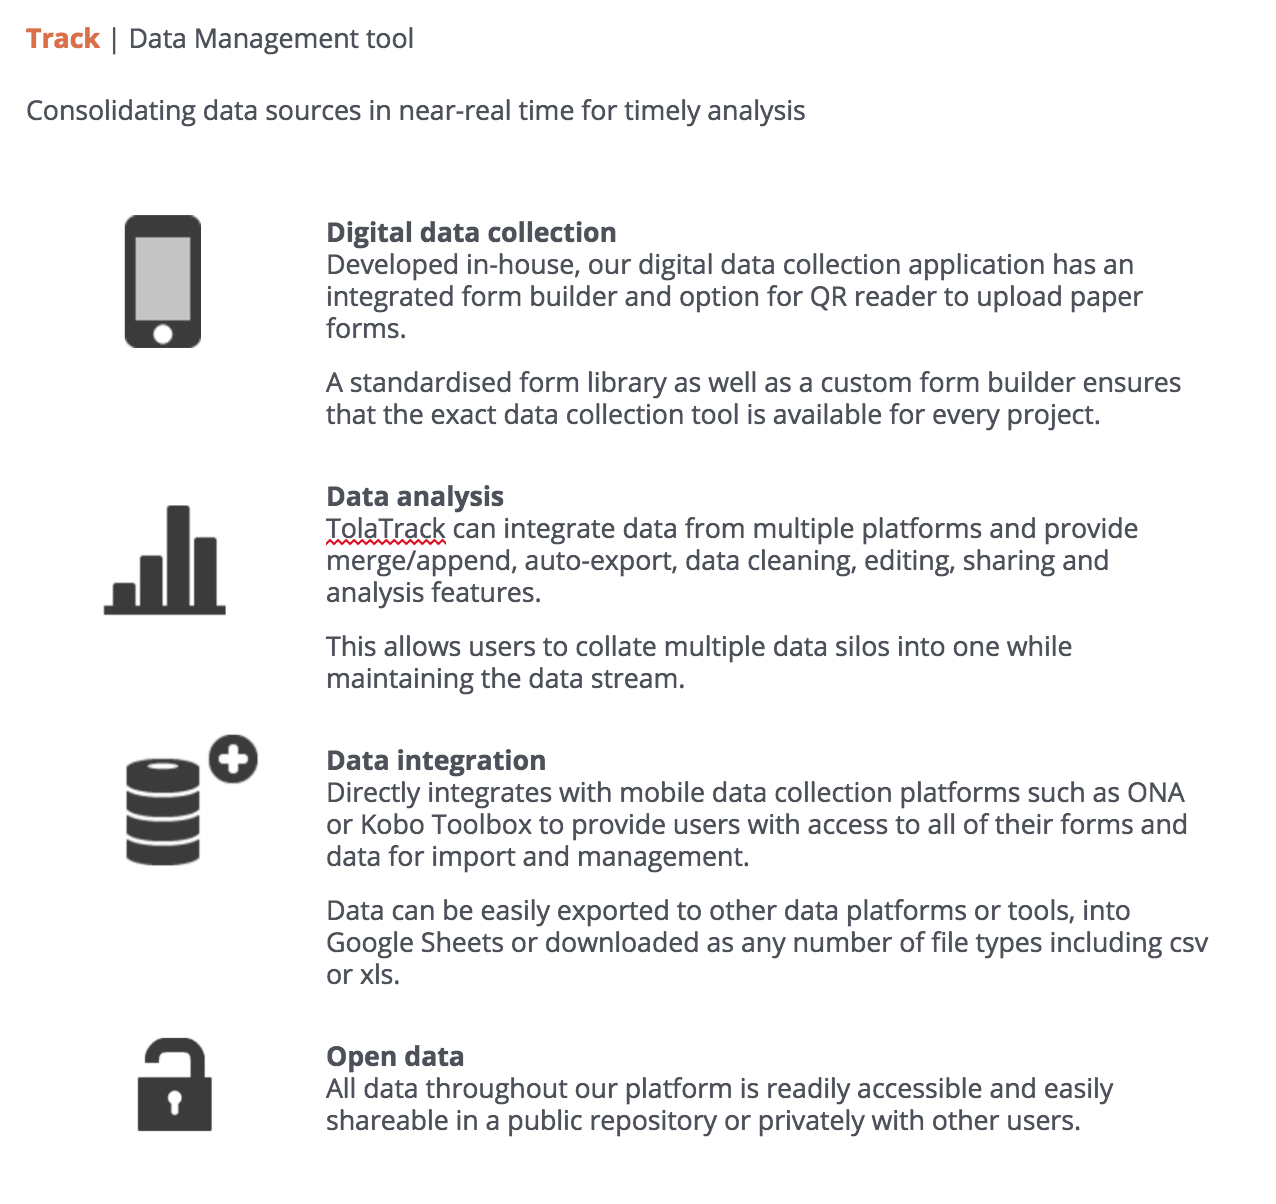 Track | Data Management tool
Consolidating data sources in near-real time for timely analysis
Digital data collection
Developed in-house, our digital data collection application has an
integrated form builder and option for QR reader to upload paper
forms.
A standardised form library as well as a custom form builder ensures
that the exact data collection tool is available for every project.
Data analysis
TolaTrack can integrate data from multiple platforms and provide
merge/append, auto-export, data cleaning, editing, sharing and
analysis features.
This allows users to collate multiple data silos into one while
maintaining the data stream.
Data integration
Directly integrates with mobile data collection platforms such as ONA
or Kobo Toolbox to provide users with access to all of their forms and
data for import and management.
Data can be easily exported to other data platforms or tools, into
Google Sheets or downloaded as any number of file types including csv
or xls.
Open data
All data throughout our platform is readily accessible and easily
shareable in a public repository or privately with other users.